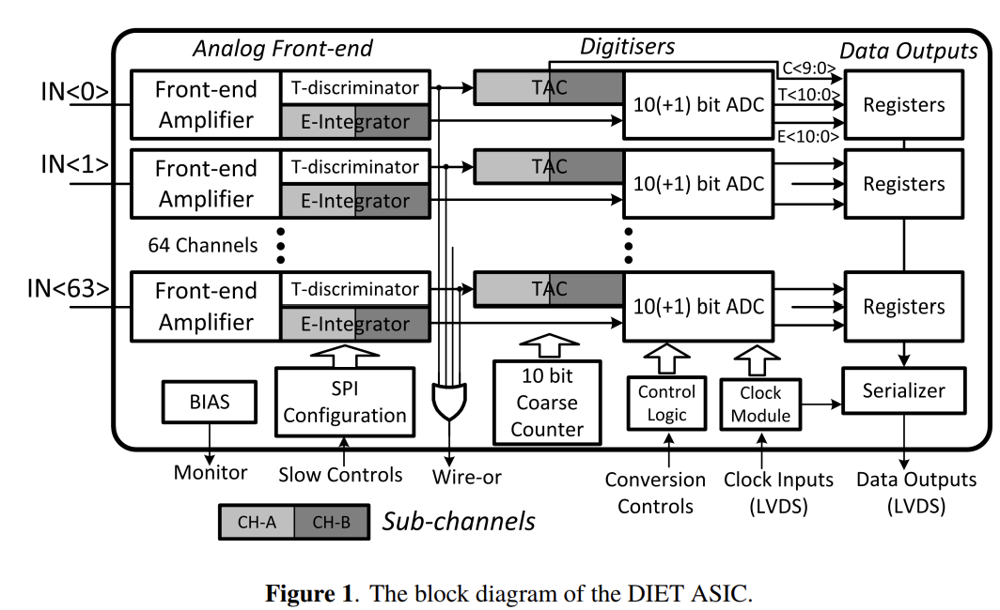 Analog Front-end
Digitisers
Data Outputs
IN<0>
Front-end
Amplifier
T-discriminator
E-Integrator
TAC
10(+1) bit ADC
C<9:0>
T<10:0>
E<10:0>
Registers
IN<1>
Front-end
Amplifier
T-discriminator
E-Integrator
TAC
10(+1) bit ADC
Registers
64 Channels
IN<63>
Front-end
Amplifier
T-discriminator
E-Integrator
TAC
10(+1) bit ADC
Registers
BIAS
SPI
Configuration
10 bit
Coarse
Counter
Control
Logic
Clock
Module
Serializer
Monitor
Slow Controls
Wire-or
Conversion
Controls
Clock Inputs
(LVDS)
Data Outputs
(LVDS)
CH-A
CH-B
Sub-channels
Figure 1. The block diagram of the DIET ASIC.